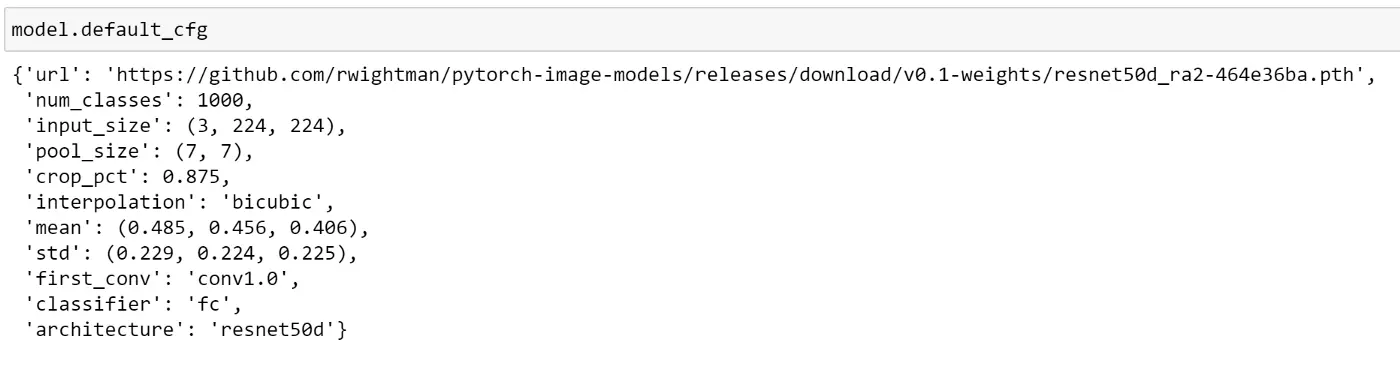 model.default_cfg
{'url': 'https://github.com/rwightman/pytorch-image-models/releases/download/v0.1-weights/resnet50d_ra2-464e36ba.pth',
'num_classes': 1000,
'input_size': (3, 224, 224),
'pool_size': (7, 7),
'crop_pct': 0.875,
'interpolation': 'bicubic',
'mean': (0.485, 0.456, 0.406),
'std': (0.229, 0.224, 0.225),
'first_conv': 'conv1.0',
'classifier': 'fc',
'architecture': 'resnet50d'}